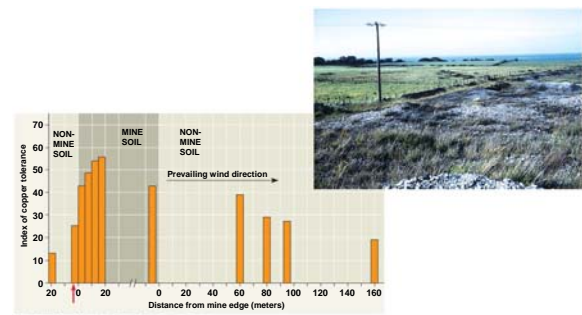 NON-
MINE
SOIL
MINE
SOIL
NON-
MINE
SOIL
Prevailing wind direction
Index of copper tolerance
70
60
50
40
30
20
10
0
20 0 20 0 20 40 60 80 100 120 140 160
Distance from mine edge (meters)